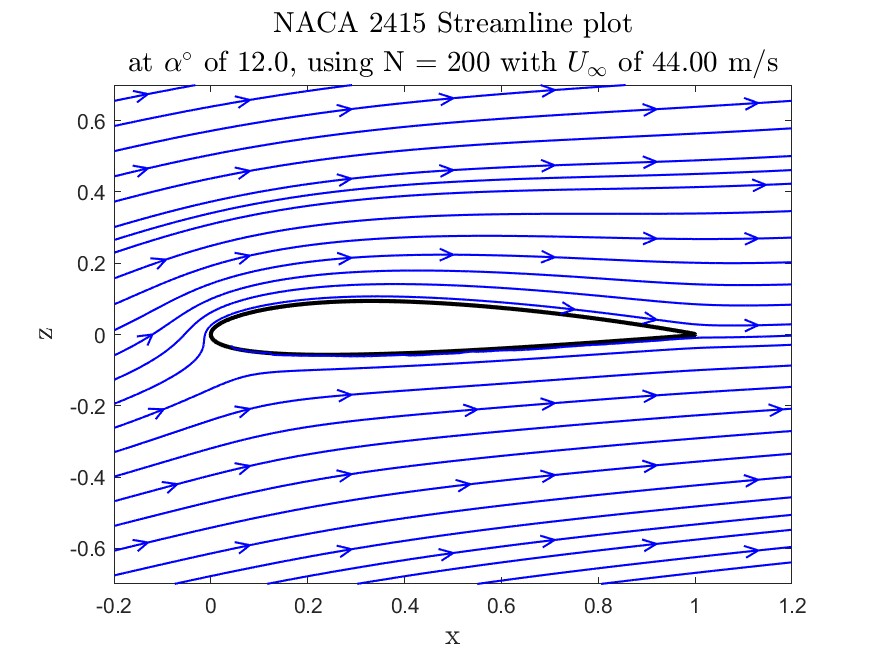 NACA 2415 Streamline plot
at α° of 12.0, using N = 200 with U∞ of 44.00 m/s
0.6
0.4
0.2
0
-0.2
-0.4
-0.6
z
-0.2 0 0.2 0.4 0.6 0.8 1 1.2
x